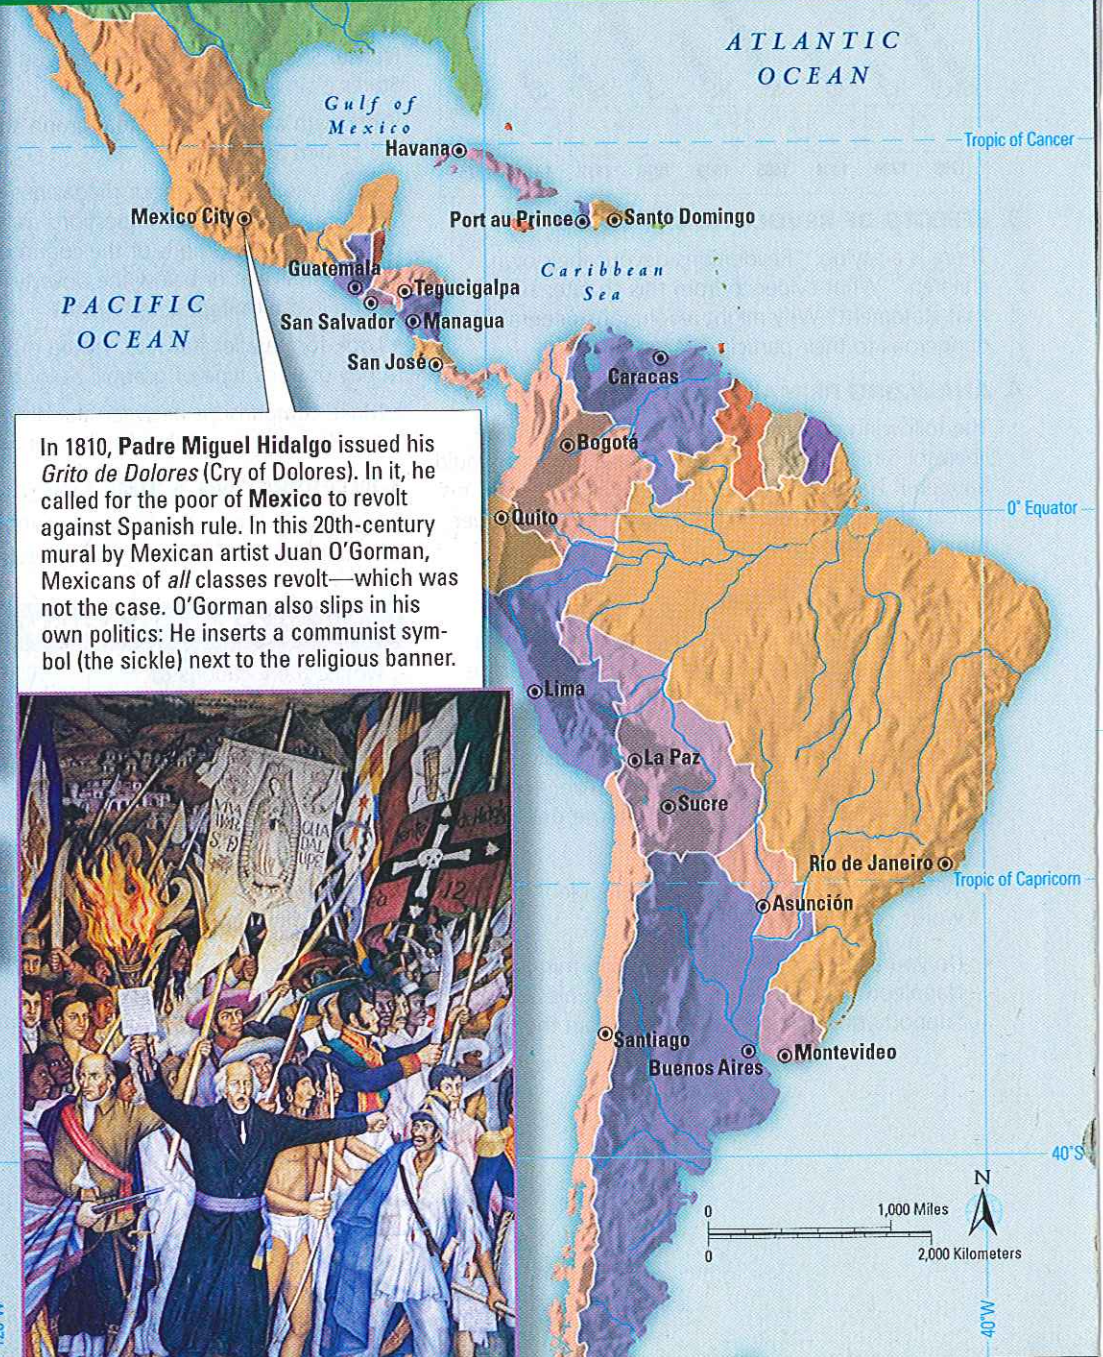 ATLANTIC
OCEAN
Gulf of
Mexico
Havana
Tropic of Cancer
Mexico City
Port au Prince
Santo Domingo
Guatemala
Caribbean
Sea
Tegucigalpa
PACIFIC
OCEAN
San Salvador
Managua
San José
Caracas
In 1810, Padre Miguel Hidalgo issued his
Grito de Dolores (Cry of Dolores). In it, he
called for the poor of Mexico to revolt
against Spanish rule. In this 20th-century
mural by Mexican artist Juan O'Gorman,
Mexicans of all classes revolt—which was
not the case. O'Gorman also slips in his
own politics: He inserts a communist sym-
bol (the sickle) next to the religious banner.
Bogotá
Quito
0° Equator
Lima
La Paz
Sucre
VIVA
S.
CHA
DAL
UPE
12
Rio de Janeiro
Tropic of Capricorn
Asunción
Santiago
Buenos Aires
Montevideo
40°S
N
0 1,000 Miles
0 2,000 Kilometers
40°W